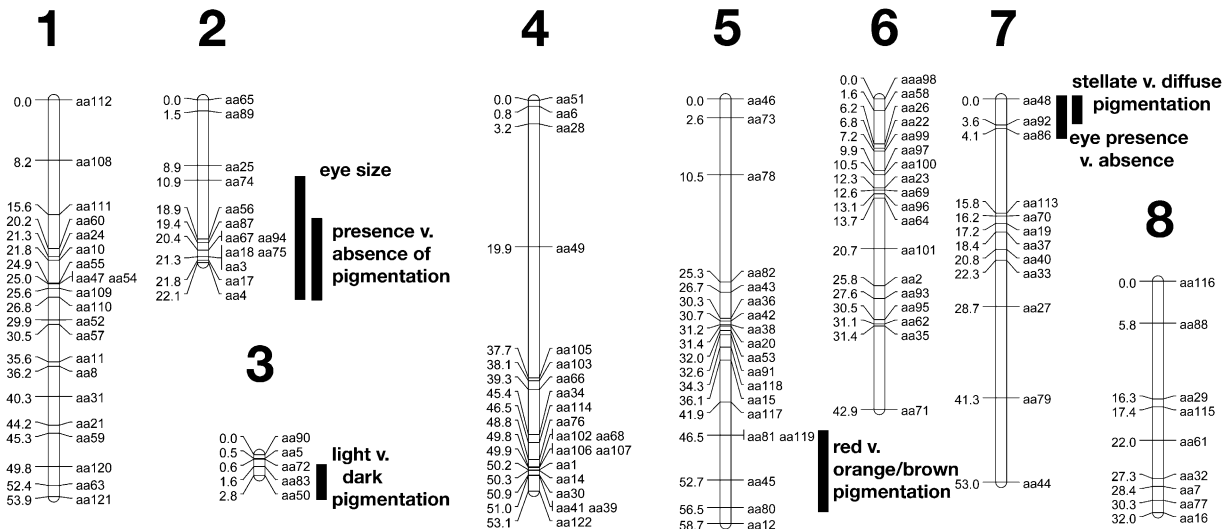 1
0.0 aa112
8.2 aa108
15.6 aa111
20.2 aa60
21.3 aa24
21.8 aa10
24.9 aa55
25.0 aa47 aa54
25.6 aa109
26.8 aa110
29.9 aa52
30.5 aa57
35.6 aa11
36.2 aa8
40.3 aa31
44.2 aa21
45.3 aa59
49.8 aa120
52.4 aa63
53.9 aa121
2
0.0 aa65
1.5 aa89
8.9 aa25
10.9 aa74
18.9 aa56
19.4 aa87
20.4 aa67 aa94
21.3 aa18 aa75
aa3
21.8 aa17
22.1 aa4
eye size
presence v.
absence of
pigmentation
3
0.0 aa90
0.5 aa5
0.6 aa72
1.6 aa83
2.8 aa50
light v.
dark
pigmentation
4
0.0 aa51
0.8 aa6
3.2 aa28
19.9 aa49
37.7 aa105
38.1 aa103
39.3 aa66
45.4 aa34
46.5 aa114
48.8 aa76
49.8 aa102 aa68
49.9 aa106 aa107
50.2 aa1
50.3 aa14
50.9 aa30
51.0 aa41 aa39
53.1 aa122
5
0.0 aa46
2.6 aa73
10.5 aa78
25.3 aa82
26.7 aa43
30.3 aa36
30.7 aa42
31.2 aa38
31.4 aa20
32.0 aa53
32.6 aa91
34.3 aa118
36.1 aa15
41.9 aa117
46.5 aa81 aa119
52.7 aa45
56.5 aa80
58.7 aa12
red v.
orange/brown
pigmentation
6
0.0 aaa98
1.6 aa58
6.2 aa26
6.8 aa22
7.2 aa99
9.9 aa97
10.5 aa100
12.3 aa23
12.6 aa69
13.1 aa96
13.7 aa64
20.7 aa101
25.8 aa2
27.6 aa93
30.5 aa95
31.1 aa62
31.4 aa35
42.9 aa71
7
0.0 aa48
3.6 aa92
4.1 aa86
15.8 aa113
16.2 aa70
17.2 aa19
18.4 aa37
20.8 aa40
22.3 aa33
28.7 aa27
41.3 aa79
53.0 aa44
stellate v. diffuse
pigmentation
eye presence
v. absence
8
0.0 aa116
5.8 aa88
16.3 aa29
17.4 aa115
22.0 aa61
27.3 aa32
28.4 aa7
30.3 aa77
32.0 aa16